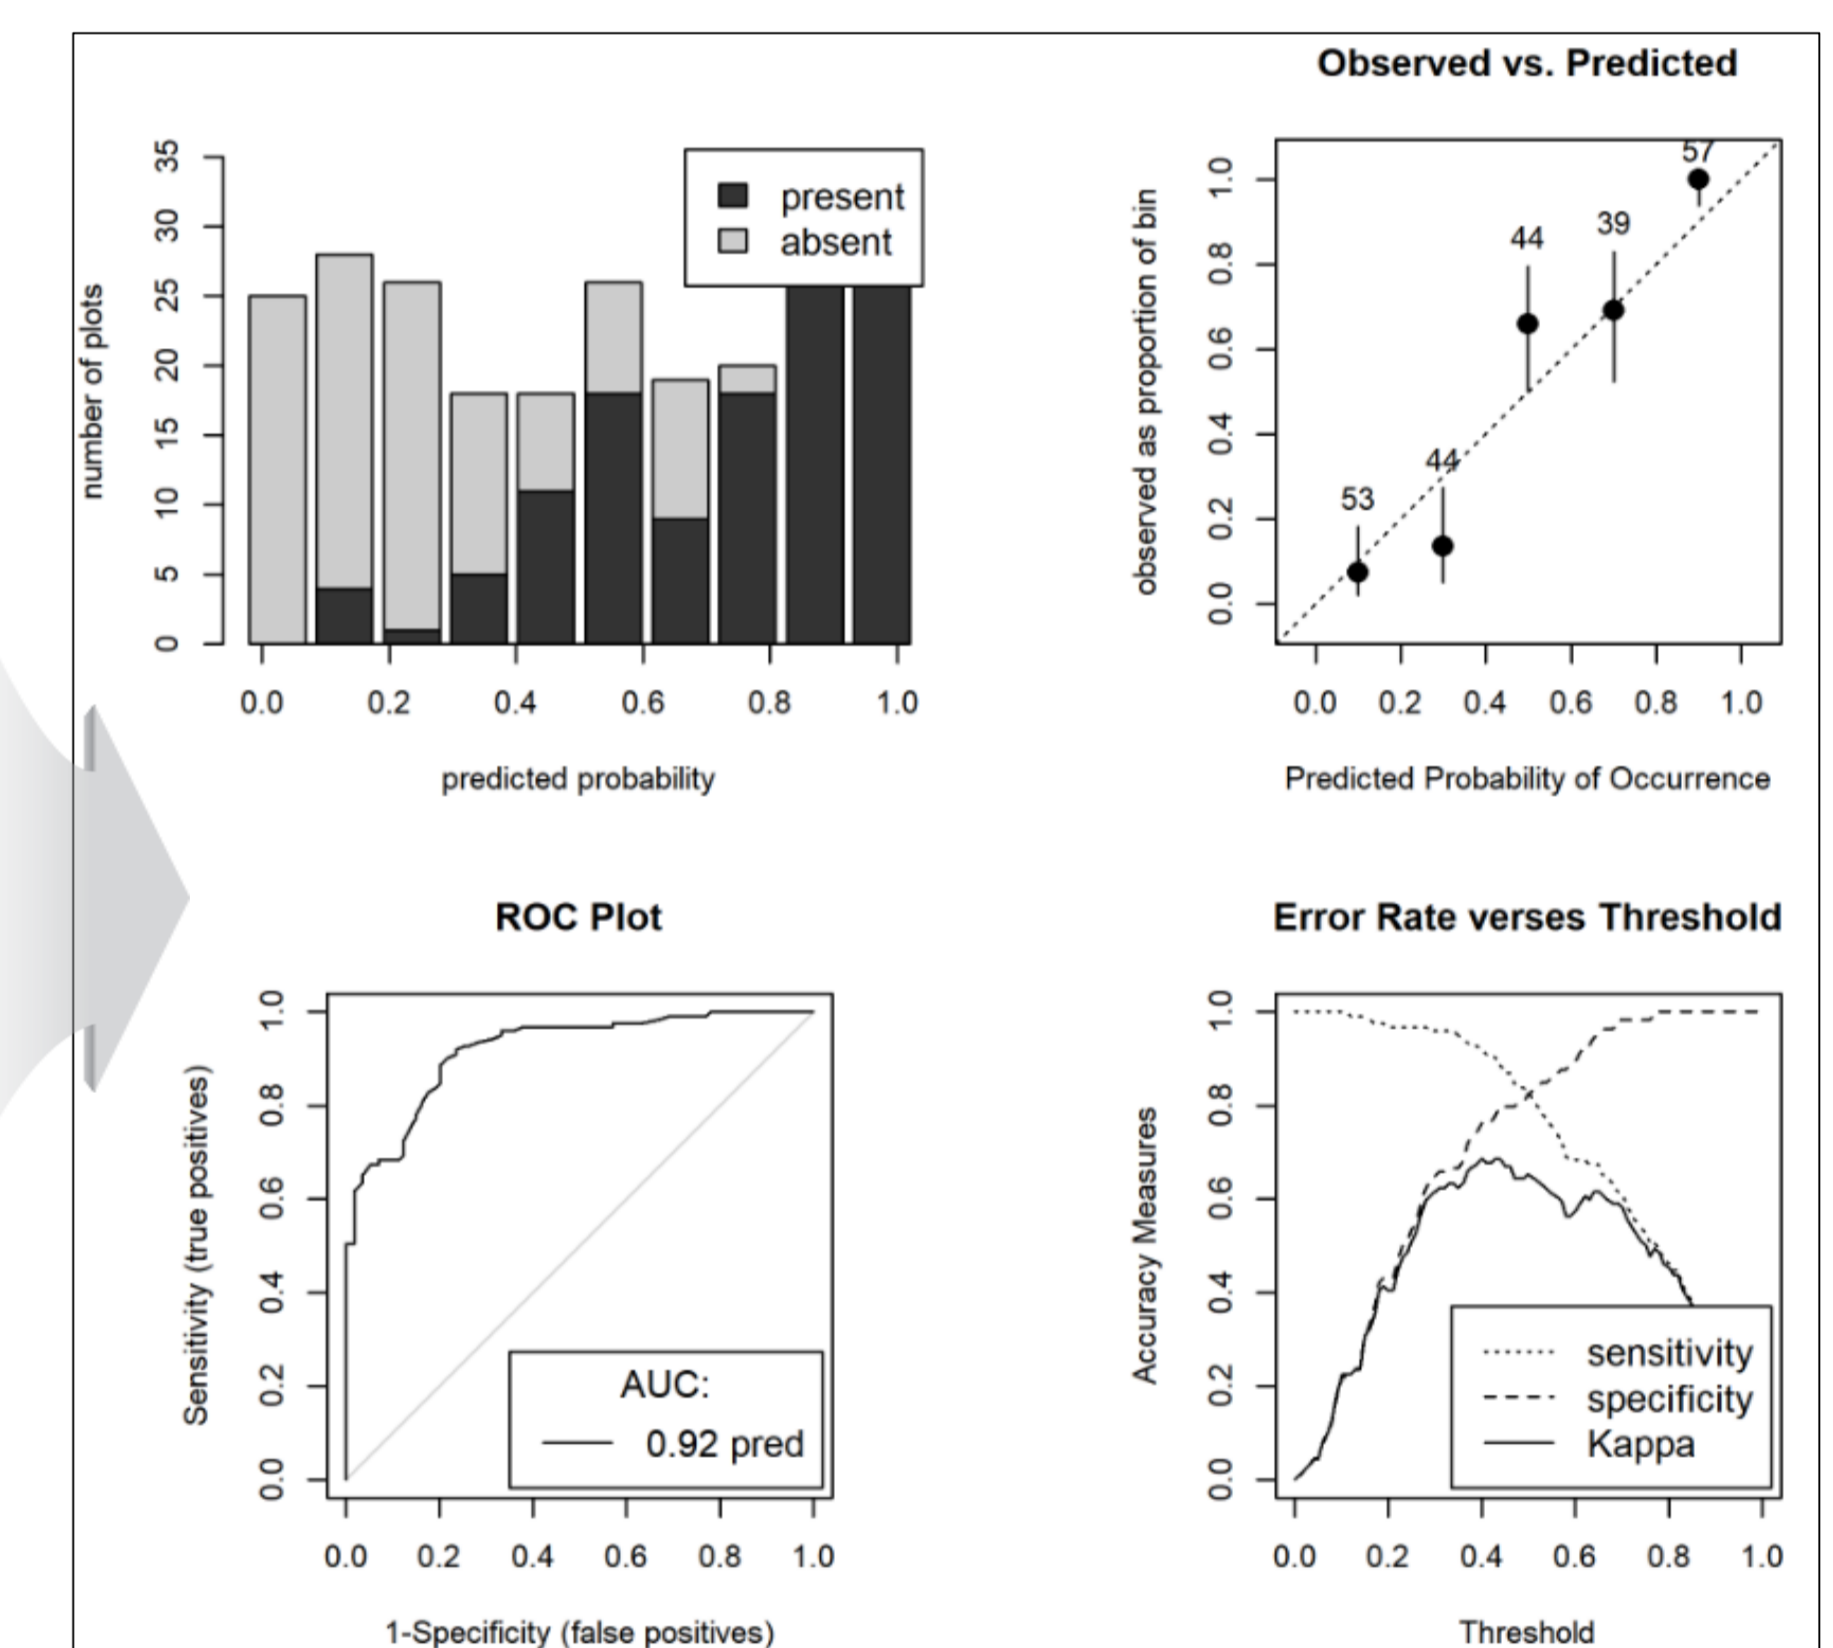 35
30
25
20
15
10
5
0
number of plots
present
absent
0.0 0.2 0.4 0.6 0.8 1.0
predicted probability
Observed vs. Predicted
1.0
0.8
0.6
0.4
0.2
0.0
observed as proportion of bin
57
39
44
44
53
0.0 0.2 0.4 0.6 0.8 1.0
Predicted Probability of Occurrence
ROC Plot
1.0
0.8
0.6
0.4
0.2
0.0
Sensitivity (true positives)
AUC:
0.92 pred
0.0 0.2 0.4 0.6 0.8 1.0
1-Specificity (false positives)
Error Rate verses Threshold
1.0
0.8
0.6
0.4
0.2
0.0
Accuracy Measures
sensitivity
specificity
Kappa
0.0 0.2 0.4 0.6 0.8 1.0
Threshold